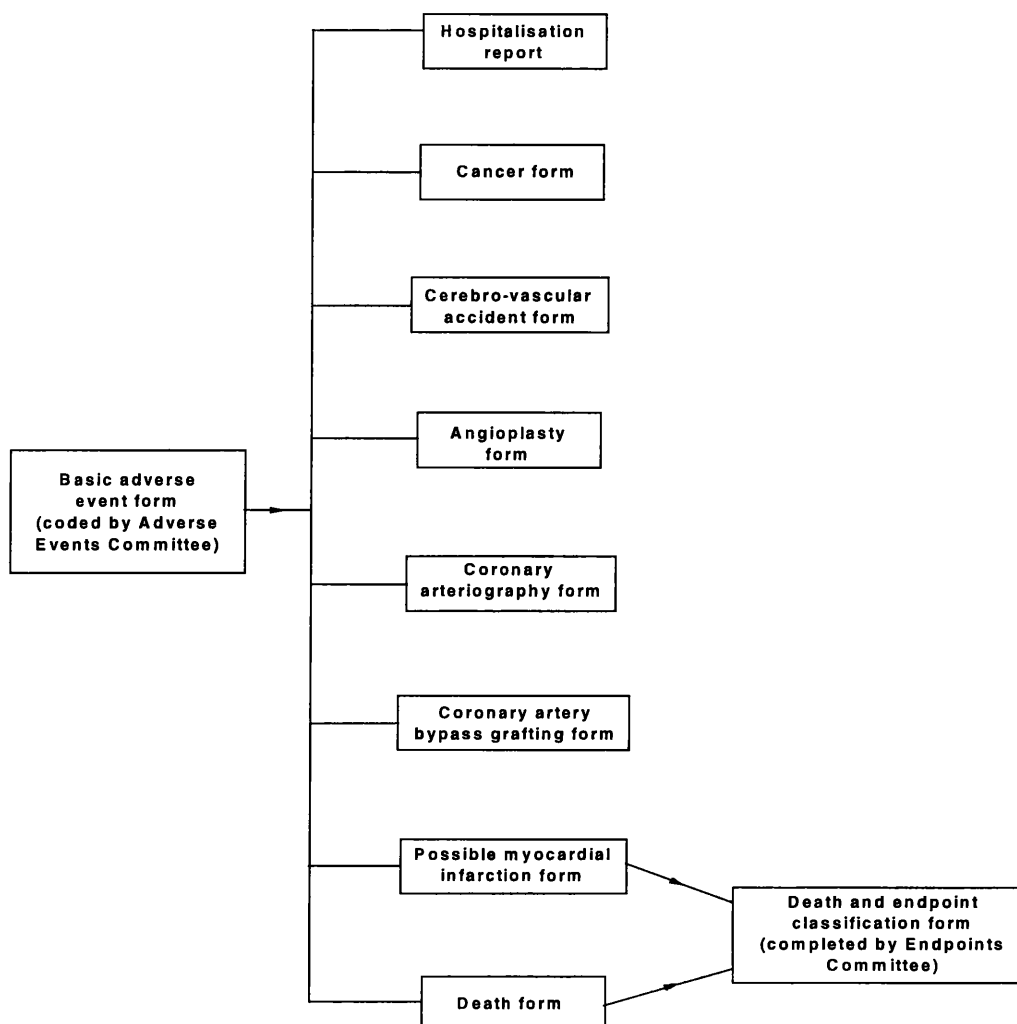 Hospitalisation
report
Cancer form
Cerebro-vascular
accident form
Angioplasty
form
Basic adverse
event form
(coded by Adverse
Events Committee)
Coronary
arteriography form
Coronary artery
bypass grafting form
Possible myocardial
infarction form
Death and endpoint
classification form
(completed by Endpoints
Committee)
Death form